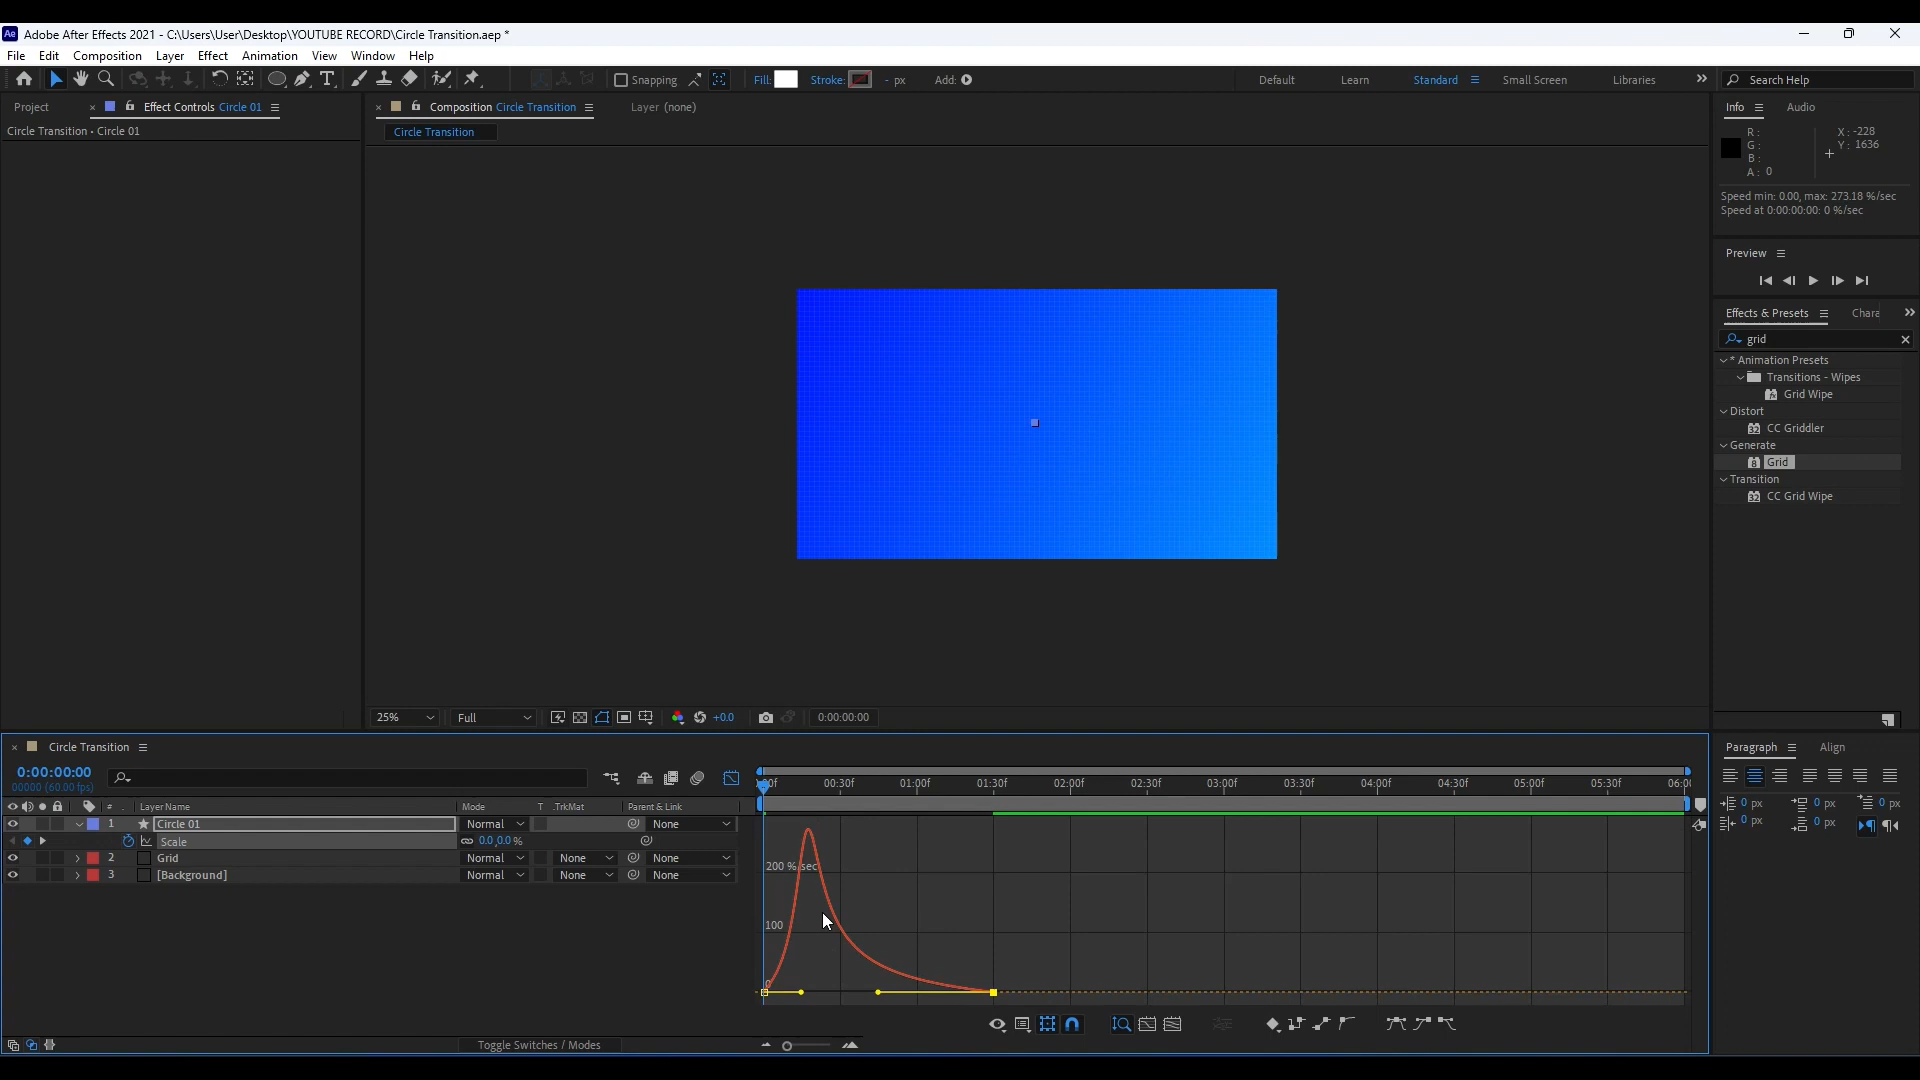 Ae Adobe After Effects 2021 - C:\Users\User\Desktop\YOUTUBE RECORD\Circle Transition.aep *
File Edit Composition Layer Effect Animation View Window Help
T Snapping Fill: Stroke: - px Add: Default Learn Standard Small Screen Libraries Search Help
Project × Effect Controls Circle 01 × Composition Circle Transition Layer (none) Info Audio
Circle Transition • Circle 01
Circle Transition
R: X: -228
G: Y: 1636
B:
A: 0
Speed min: 0.00, max: 273.18 %/sec
Speed at 0:00:00:00: 0 %/sec
Preview
Effects & Presets Chara
grid
* Animation Presets
Transitions - Wipes
Grid Wipe
Distort
CC Griddler
Generate
Grid
Transition
CC Grid Wipe
25% Full +0.0 0:00:00:00
× Circle Transition
0:00:00:00
00000 (60.00 fps)
00:30f 01:00f 01:30f 02:00f 02:30f 03:00f 03:30f 04:00f 04:30f 05:00f 05:30f 06:0
# Layer Name Mode T .TrkMat Parent & Link
1 Circle 01 Normal None
Scale 0.0,0.0 %
2 Grid Normal None None
3 [Background] Normal None None
200 %/sec
100
0
Toggle Switches / Modes
Paragraph Align
0 px 0 px 0 px
0 px 0 px